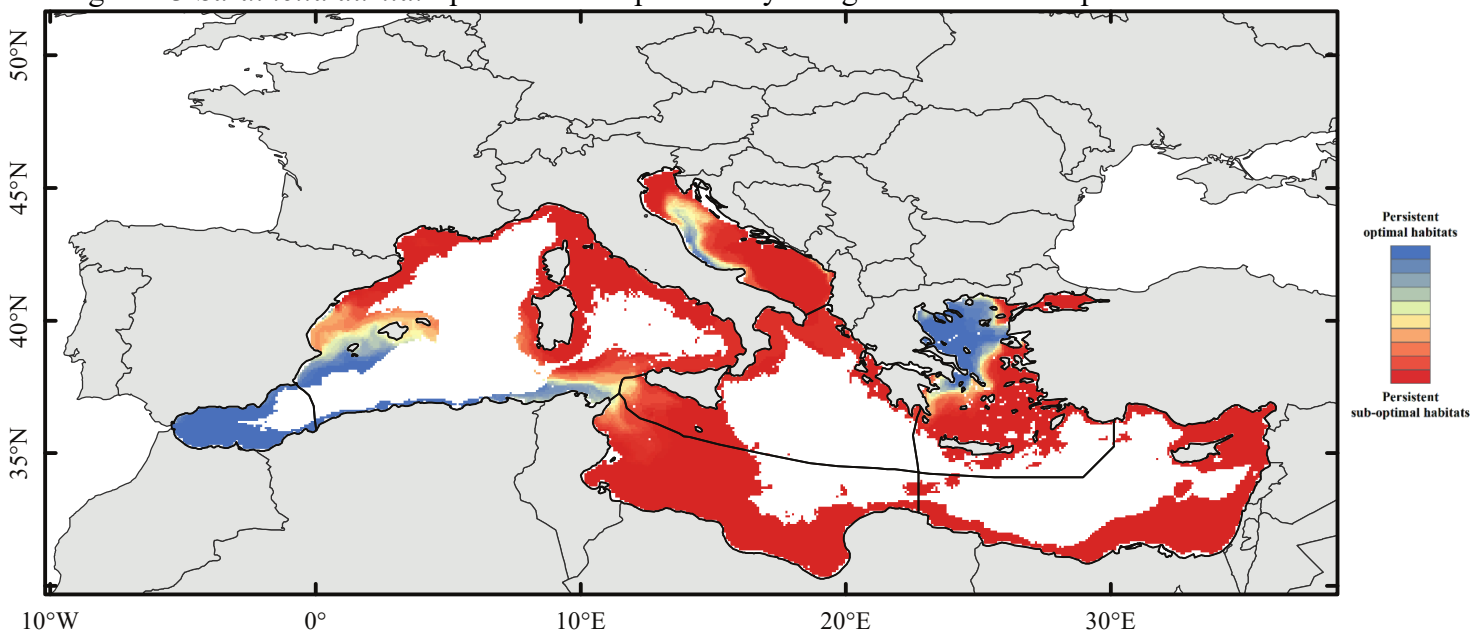 50°N
45°N
40°N
35°N
10°W 0° 10°E 20°E 30°E
Persistent
optimal habitats
Persistent
sub-optimal habitats